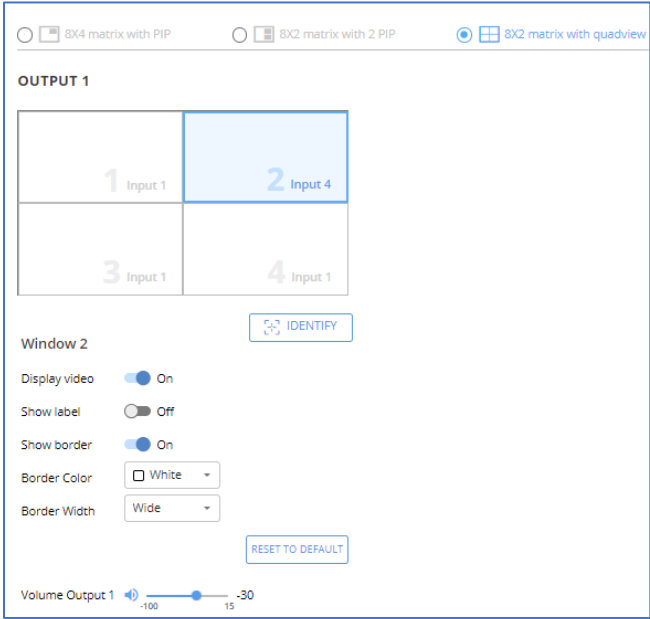 8X4 matrix with PIP 8X2 matrix with 2 PIP 8X2 matrix with quadview
OUTPUT 1
1 Input 1 2 Input 4
3 Input 1 4 Input 1
IDENTIFY
Window 2
Display video On
Show label Off
Show border On
Border Color White
Border Width Wide
RESET TO DEFAULT
Volume Output 1 -30
-100 15